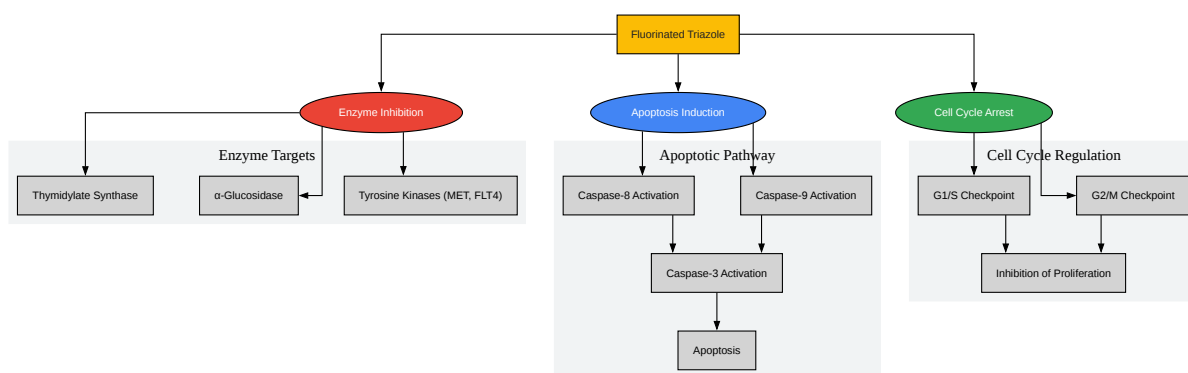 Fluorinated Triazole
Enzyme Inhibition
Apoptosis Induction
Cell Cycle Arrest
Enzyme Targets
Apoptotic Pathway
Cell Cycle Regulation
Thymidylate Synthase
α-Glucosidase
Tyrosine Kinases (MET, FLT4)
Caspase-8 Activation
Caspase-9 Activation
G1/S Checkpoint
G2/M Checkpoint
Caspase-3 Activation
Inhibition of Proliferation
Apoptosis